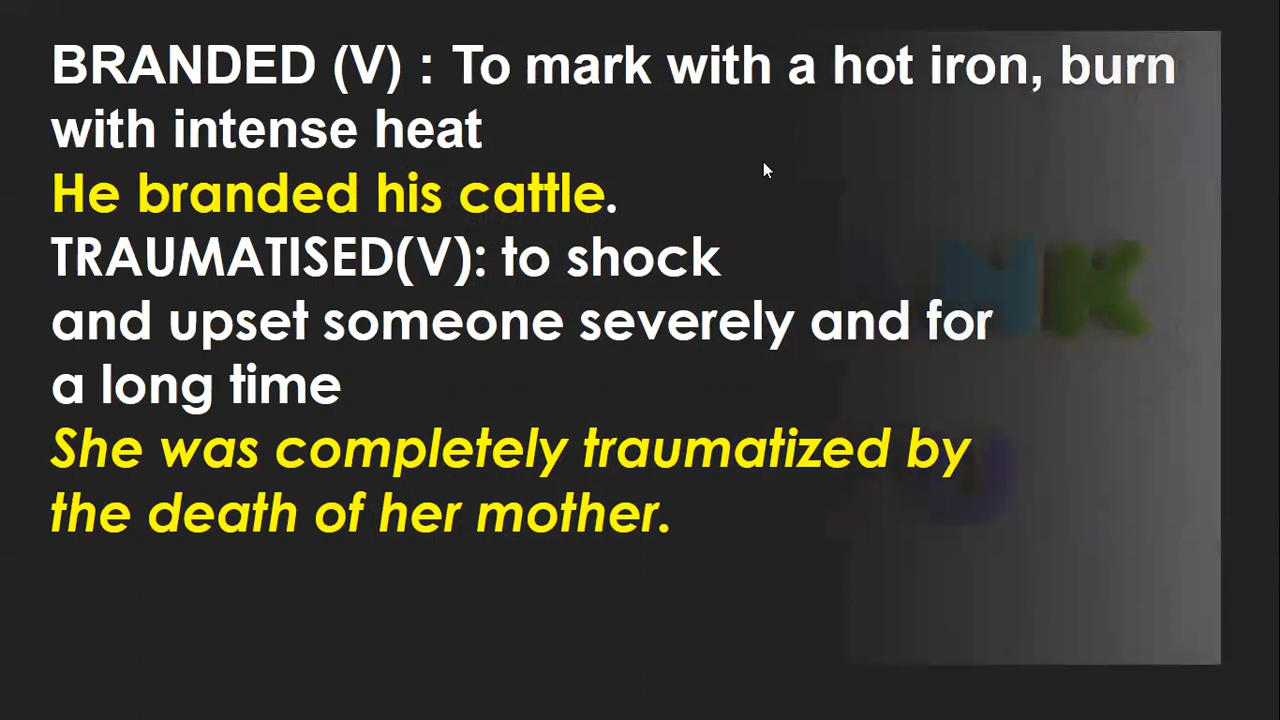 BRANDED (V) : To mark with a hot iron, burn
with intense heat
He branded his cattle.
TRAUMATISED(V): to shock
and upset someone severely and for
a long time
She was completely traumatized by
the death of her mother.